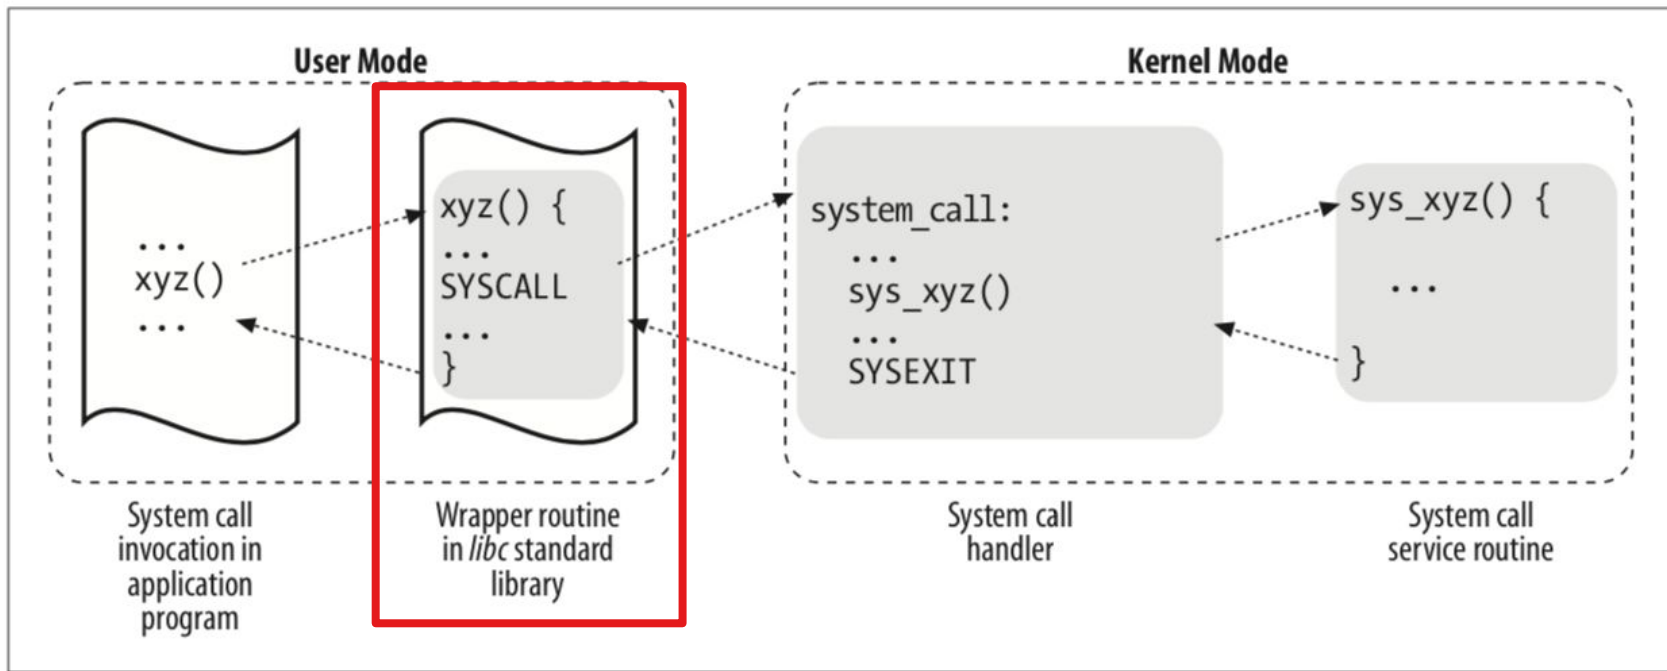 User Mode
Kernel Mode
...
xyz()
...
xyz() {
...
SYSCALL
...
}
system_call:
...
sys_xyz()
...
SYSEXIT
sys_xyz() {
...
}
System call
invocation in
application
program
Wrapper routine
in libc standard
library
System call
handler
System call
service routine